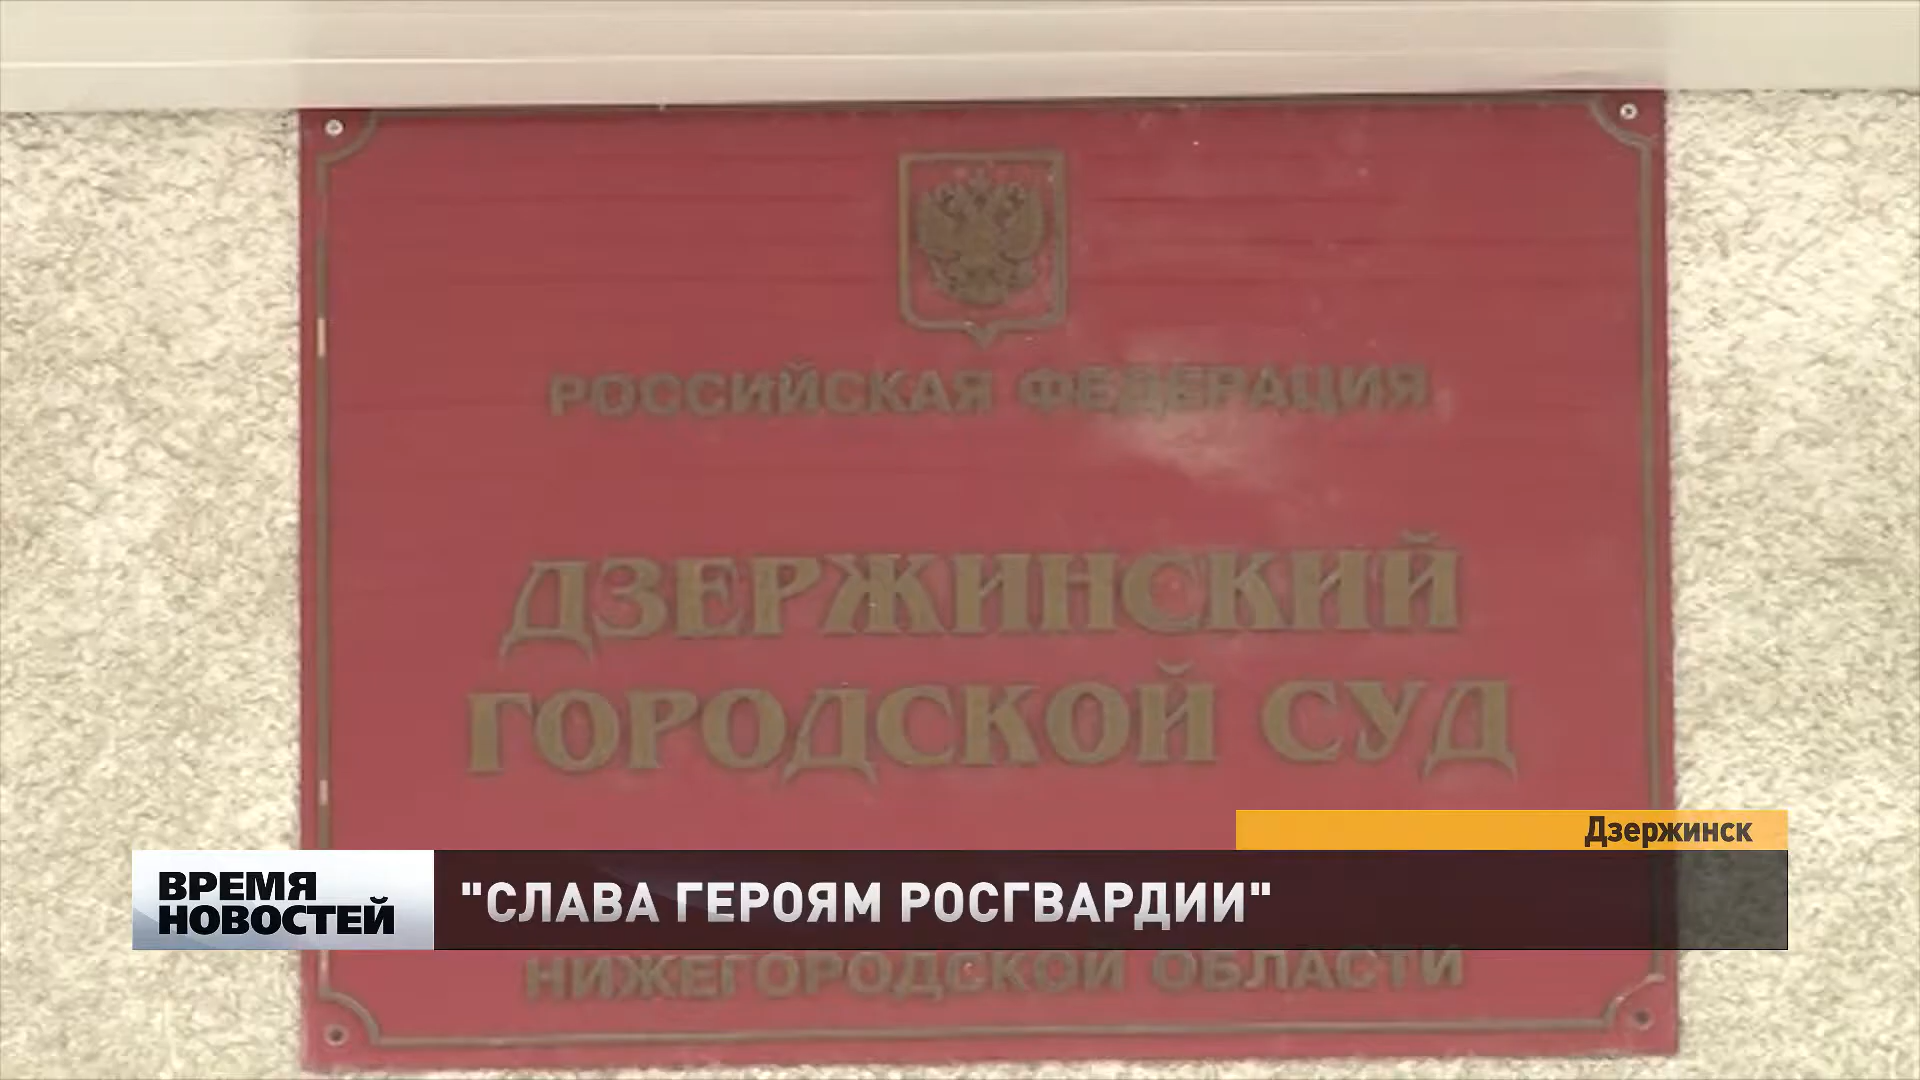 РОССИЙСКАЯ ФЕДЕРАЦИЯ
ДЗЕРЖИНСКИЙ
ГОРОДСКОЙ СУД
Дзержинск
ВРЕМЯ
НОВОСТЕЙ
"СЛАВА ГЕРОЯМ РОСГВАРДИИ"
НИЖЕГОРОДСКОЙ ОБЛАСТИ